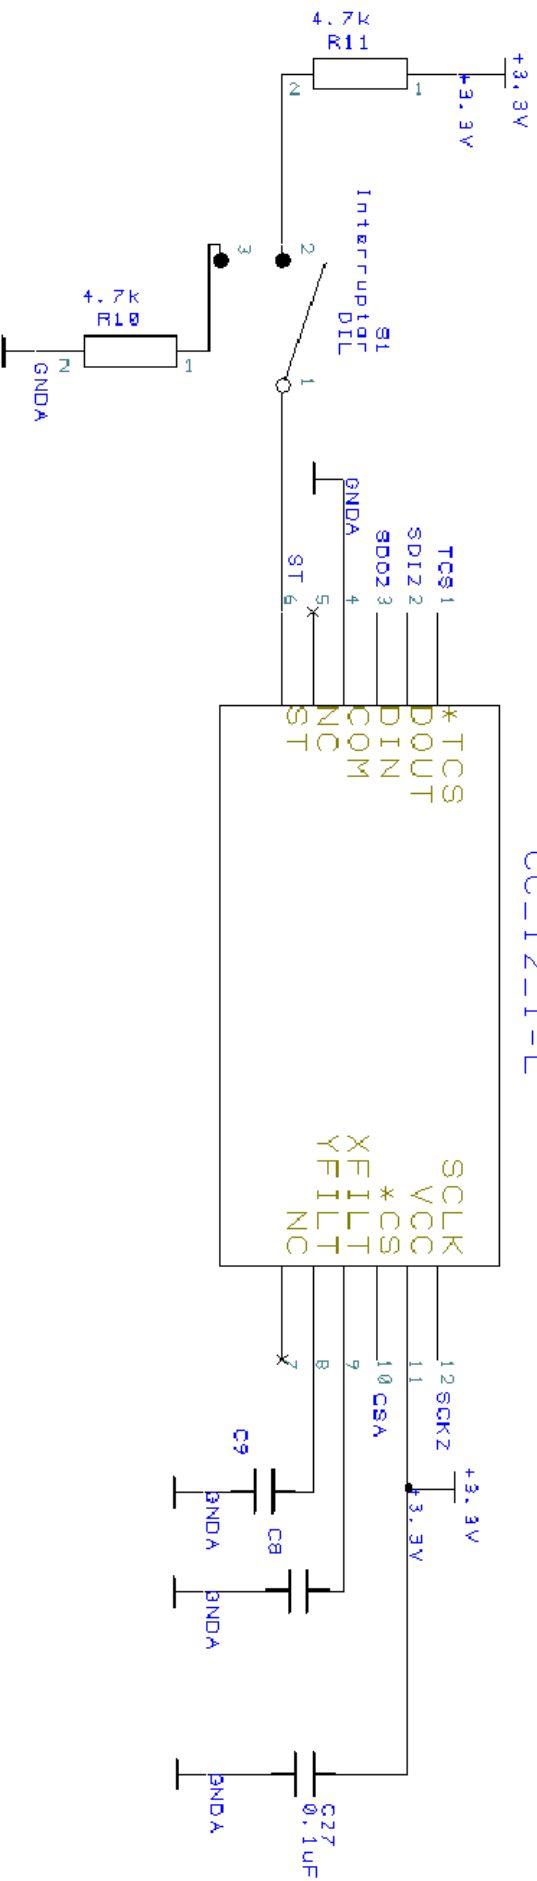 4.7k
R11
2
1
+3.3V
+3.3V
Interruptor
DIL
S1
3
2
1
4.7k
R10
2
1
GNDA
GNDA
ST
SDO2
SDI2
TCS
6
5
4
3
2
1
*TCS
DOUT
DIN
COM
NC
ST
SCLK
VCC
*CS
XFILT
YFILT
NC
7
8
9
10
11
12
CSA
SCK2
+3.3V
+3.3V
C9
GNDA
C8
GNDA
C27
0.1uF
GNDA